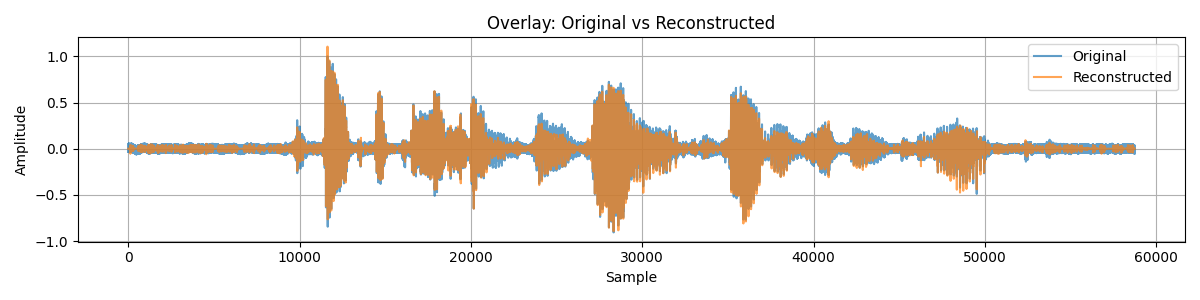 Overlay: Original vs Reconstructed
Original
Reconstructed
Amplitude
1.0
0.5
0.0
−0.5
−1.0
0 10000 20000 30000 40000 50000 60000
Sample